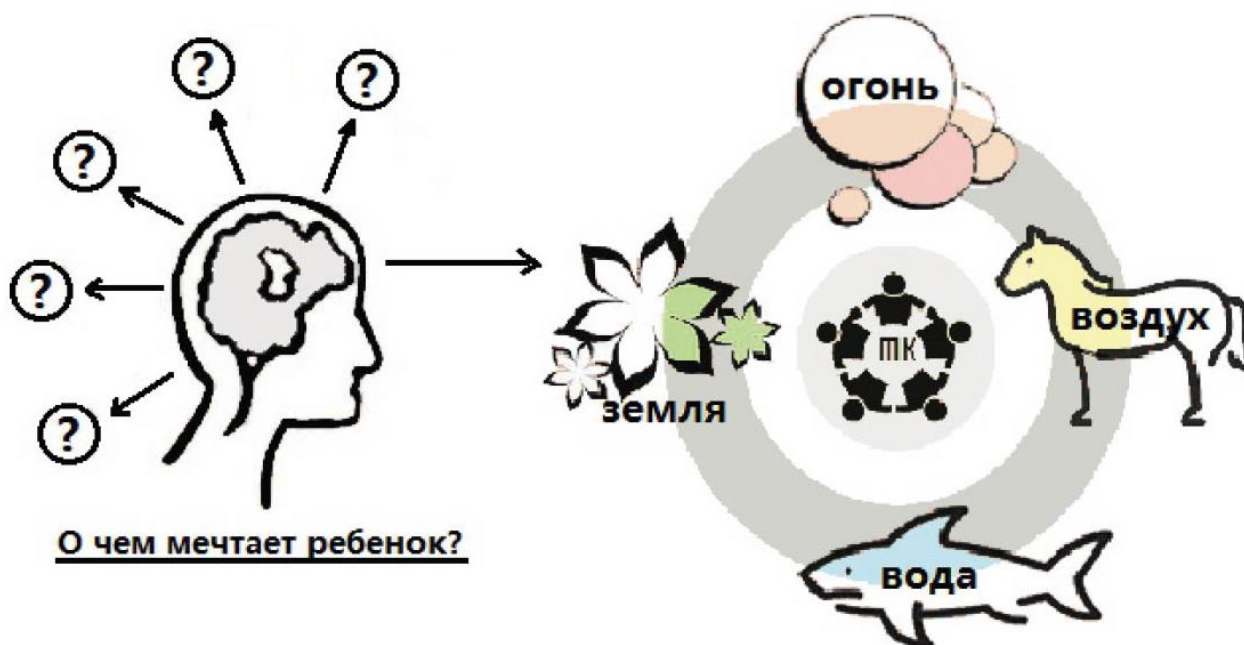 ?
?
?
?
?
О чем мечтает ребенок?
огонь
воздух
тк
земля
вода